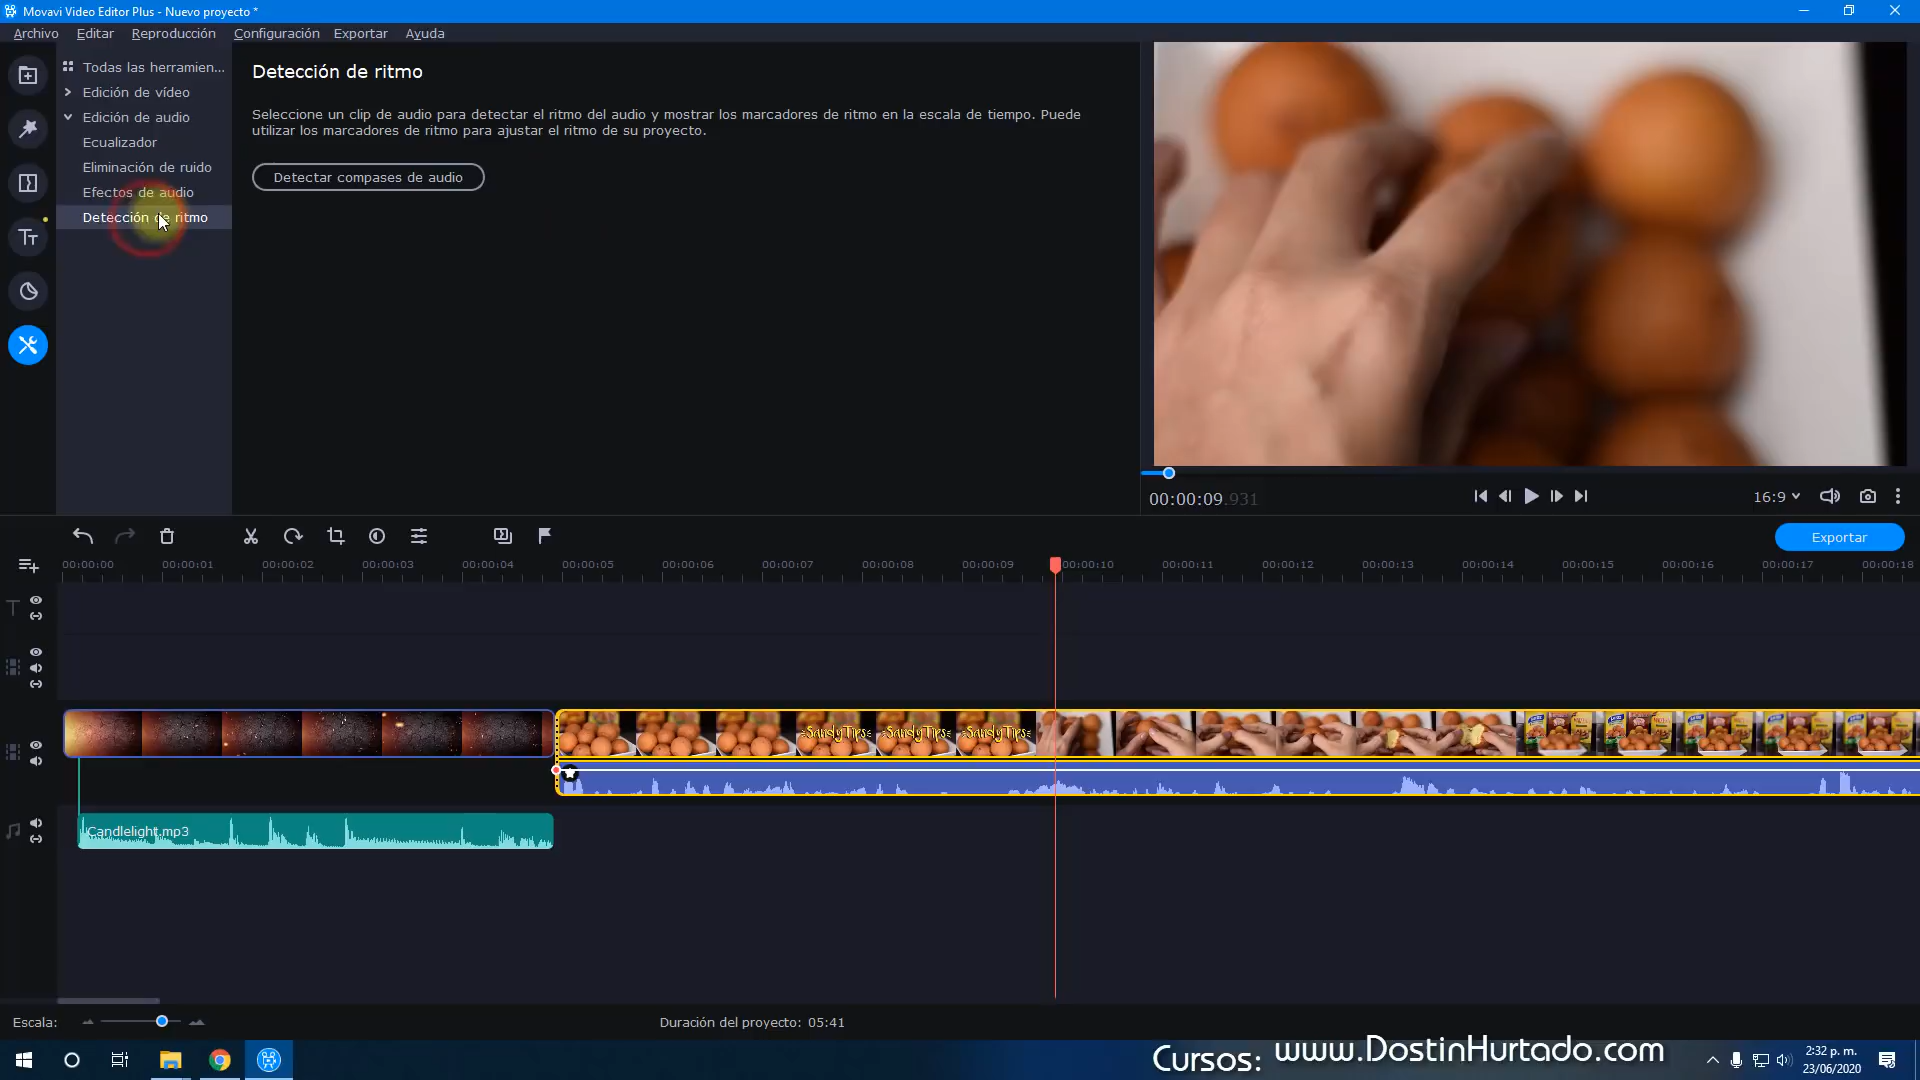 Movavi Video Editor Plus - Nuevo proyecto *
Archivo Editar Reproducción Configuración Exportar Ayuda
Todas las herramien...
Edición de vídeo
Edición de audio
Ecualizador
Eliminación de ruido
Efectos de audio
Detección de ritmo
Detección de ritmo
Seleccione un clip de audio para detectar el ritmo del audio y mostrar los marcadores de ritmo en la escala de tiempo. Puede
utilizar los marcadores de ritmo para ajustar el ritmo de su proyecto.
Detectar compases de audio
00:00:09.931
16:9
Exportar
00:00:00 00:00:01 00:00:02 00:00:03 00:00:04 00:00:05 00:00:06 00:00:07 00:00:08 00:00:09 00:00:10 00:00:11 00:00:12 00:00:13 00:00:14 00:00:15 00:00:16 00:00:17 00:00:18
SandyTips SandyTips SandyTips
Candlelight.mp3
Escala:
Duración del proyecto: 05:41
Cursos: www.DostinHurtado.com
2:32 p. m.
23/06/2020